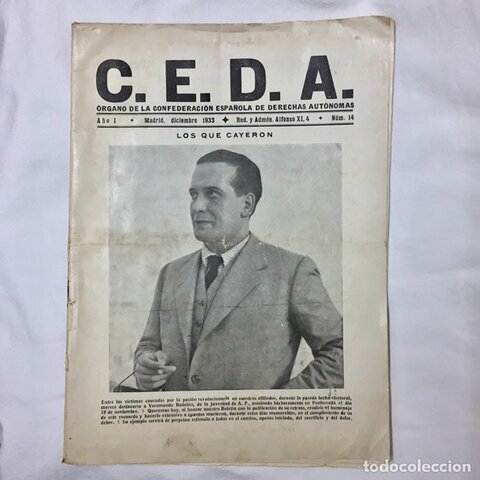 C. E. D. A.
ÓRGANO DE LA CONFEDERACIÓN ESPAÑOLA DE DERECHAS AUTÓNOMAS
Año I ✦ Madrid, diciembre 1933 ✦ Red. y Admón. Alfonso XI, 4 ✦ Núm. 14
LOS QUE CAYERON
Entre las víctimas causadas por la pasión revolucionaria en nuestros afiliados, durante la pasada lucha electoral,
merece destacarse a Veremundo, de la Juventud de A. P., asesinado bárbaramente en Ponferrada el día
18 de noviembre. Queremos hoy, al honrar nuestro Boletín con la publicación de su retrato, rendirle el homenaje
de este recuerdo y hacerlo extensivo a quantos murieron, durante estos días memorables, en el cumplimiento de su
deber. Su ejemplo servirá de perpetuo estímulo a todos en el camino, apenas iniciado, del sacrificio y del dolor.
todocoleccion